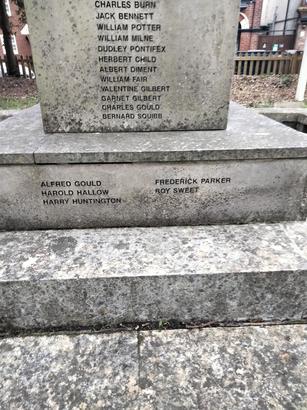 CHARLES BURN
JACK BENNETT
WILLIAM POTTER
WILLIAM MILNE
DUDLEY PONTIFEX
HERBERT CHILD
ALBERT DIMENT
WILLIAM FAIR
VALENTINE GILBERT
GARNET GILBERT
CHARLES GOULD
BERNARD SQUIBB
ALFRED GOULD
HAROLD HALLOW
HARRY HUNTINGTON
FREDERICK PARKER
ROY SWEET